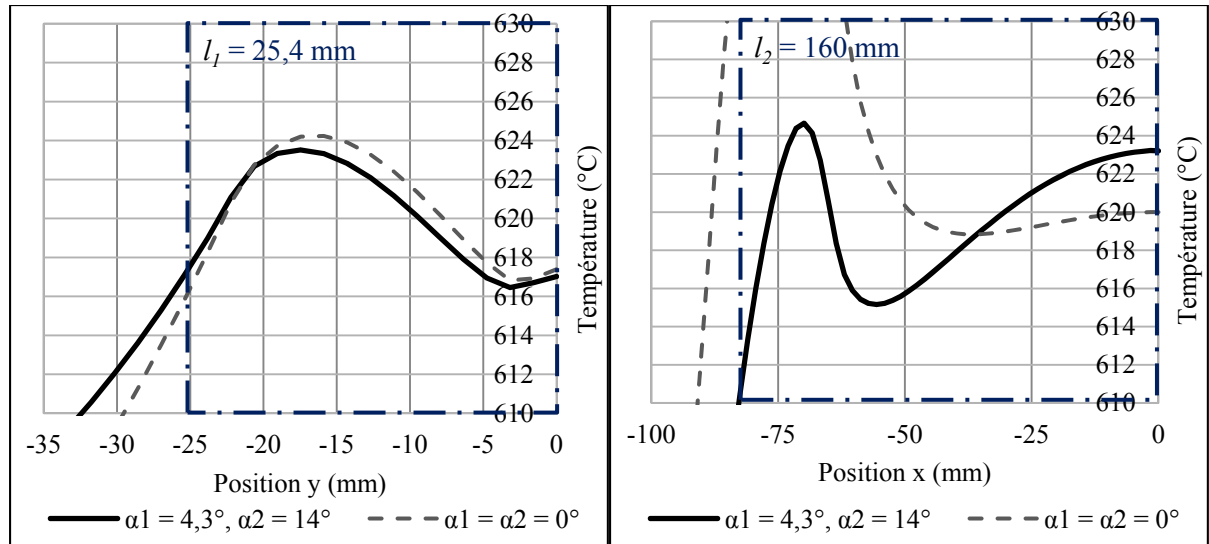 630
628
626
624
622
620
618
616
614
612
610
l1 = 25,4 mm
Température (°C)
-35 -30 -25 -20 -15 -10 -5 0
Position y (mm)
α1 = 4,3°, α2 = 14° α1 = α2 = 0°
630
628
626
624
622
620
618
616
614
612
610
l2 = 160 mm
Température (°C)
-100 -75 -50 -25 0
Position x (mm)
α1 = 4,3°, α2 = 14° α1 = α2 = 0°